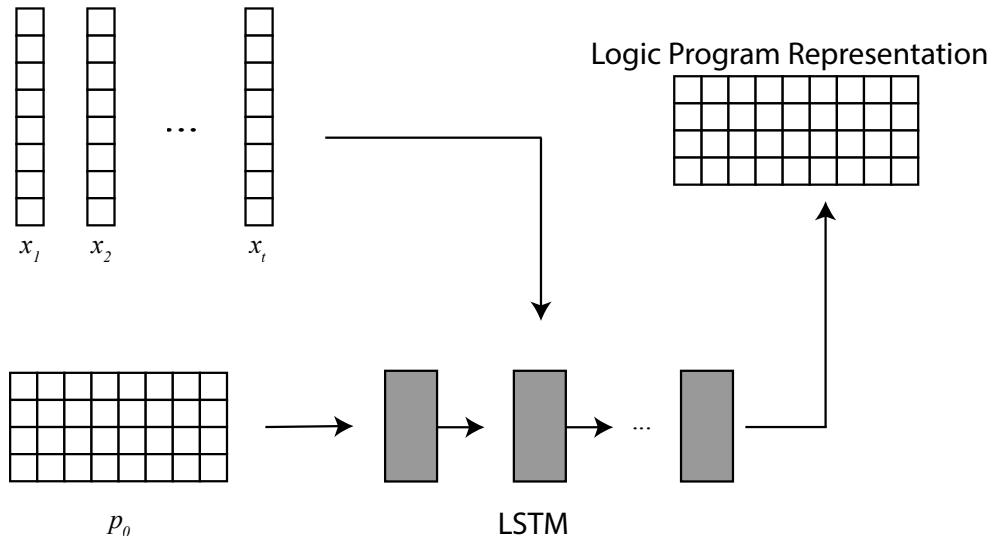 Logic Program Representation
...
x1 x2 xt
...
p0
LSTM